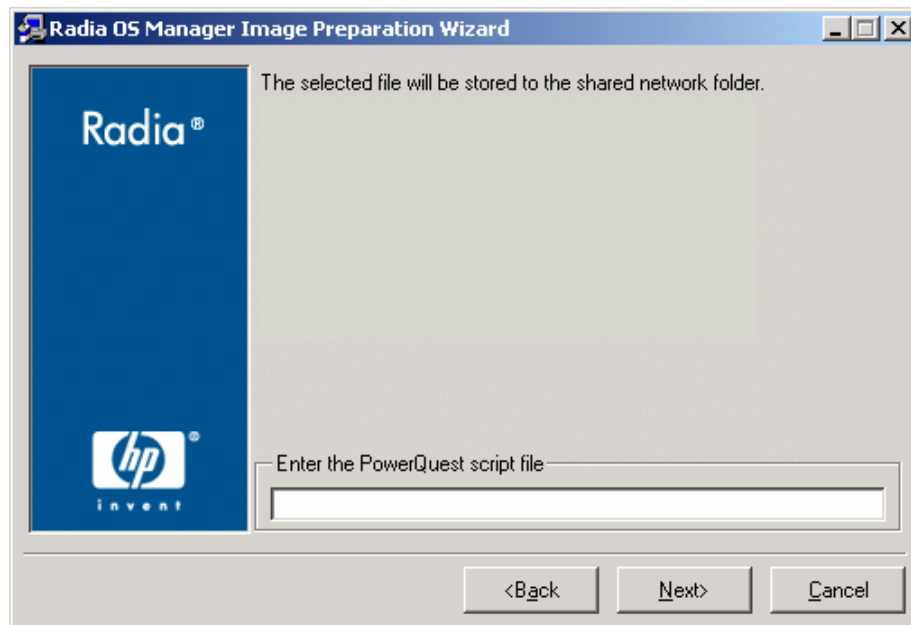 Radia OS Manager Image Preparation Wizard
The selected file will be stored to the shared network folder.
Radia®
hp®
invent
Enter the PowerQuest script file
<Back
Next>
Cancel